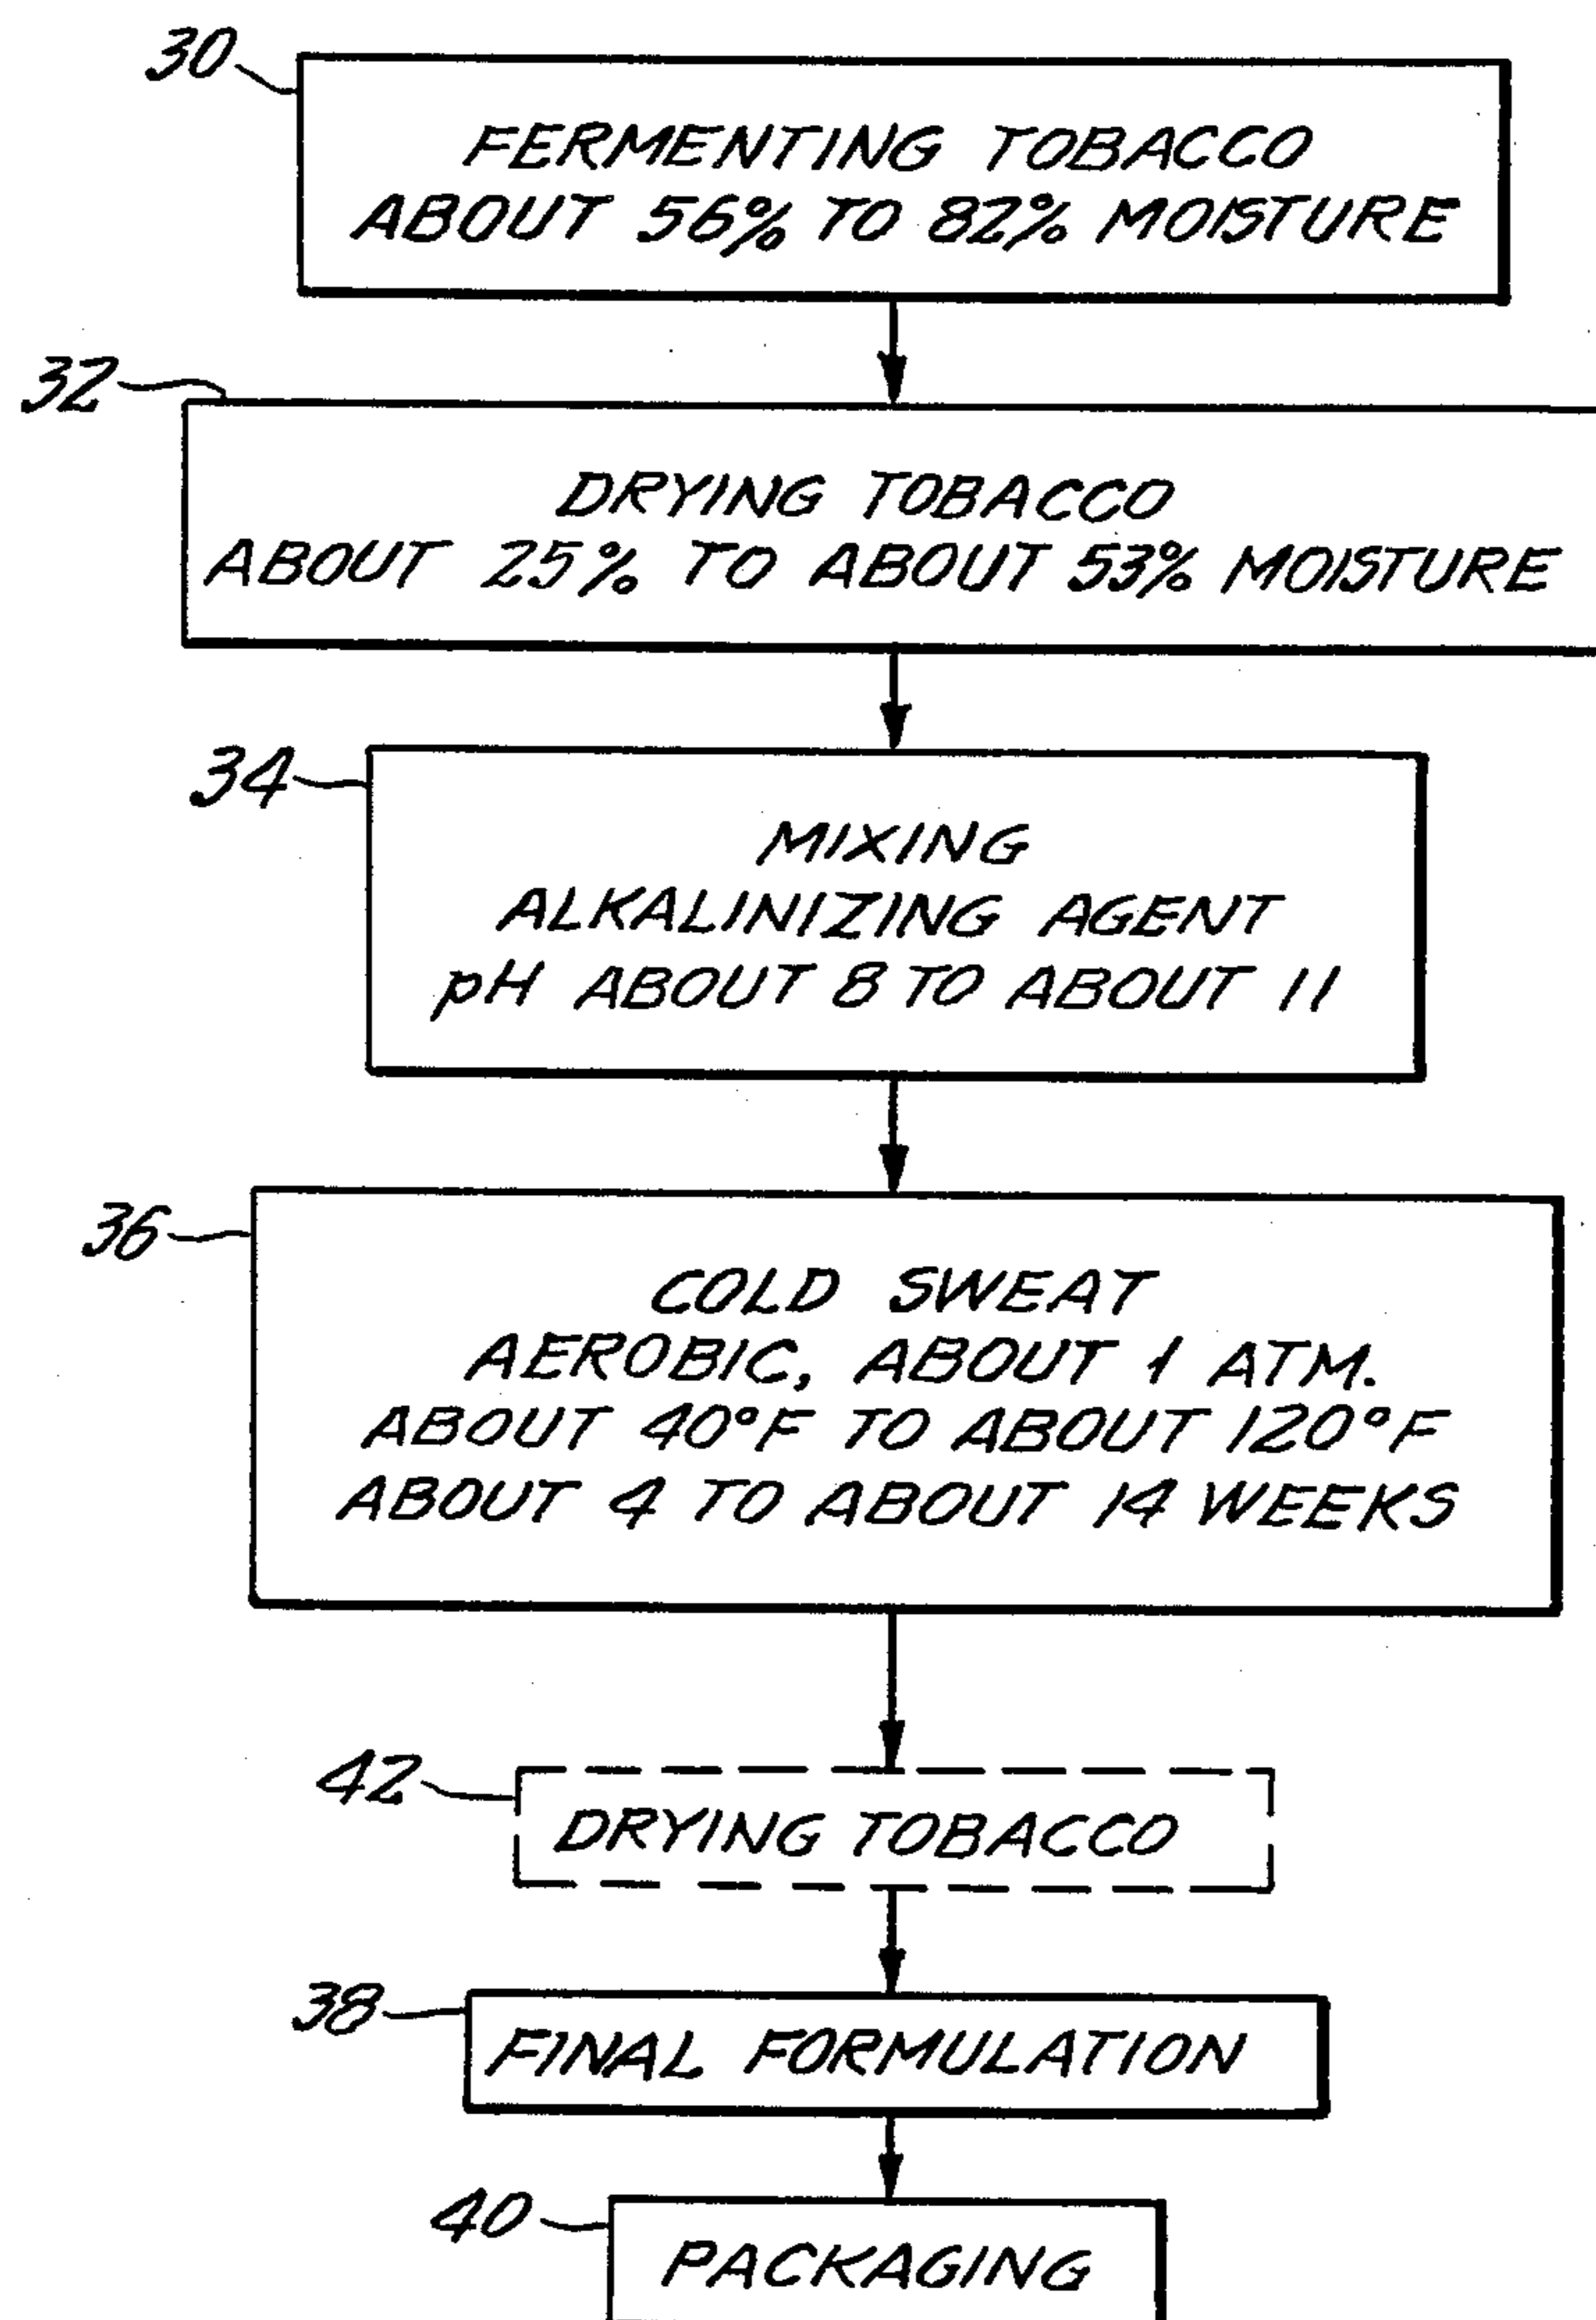 30
FERMENTING TOBACCO
ABOUT 56% TO 82% MOISTURE
32
DRYING TOBACCO
ABOUT 25% TO ABOUT 53% MOISTURE
34
MIXING
ALKALINIZING AGENT
pH ABOUT 8 TO ABOUT 11
36
COLD SWEAT
AEROBIC, ABOUT 1 ATM.
ABOUT 40°F TO ABOUT 120°F
ABOUT 4 TO ABOUT 14 WEEKS
42
DRYING TOBACCO
38
FINAL FORMULATION
40
PACKAGING